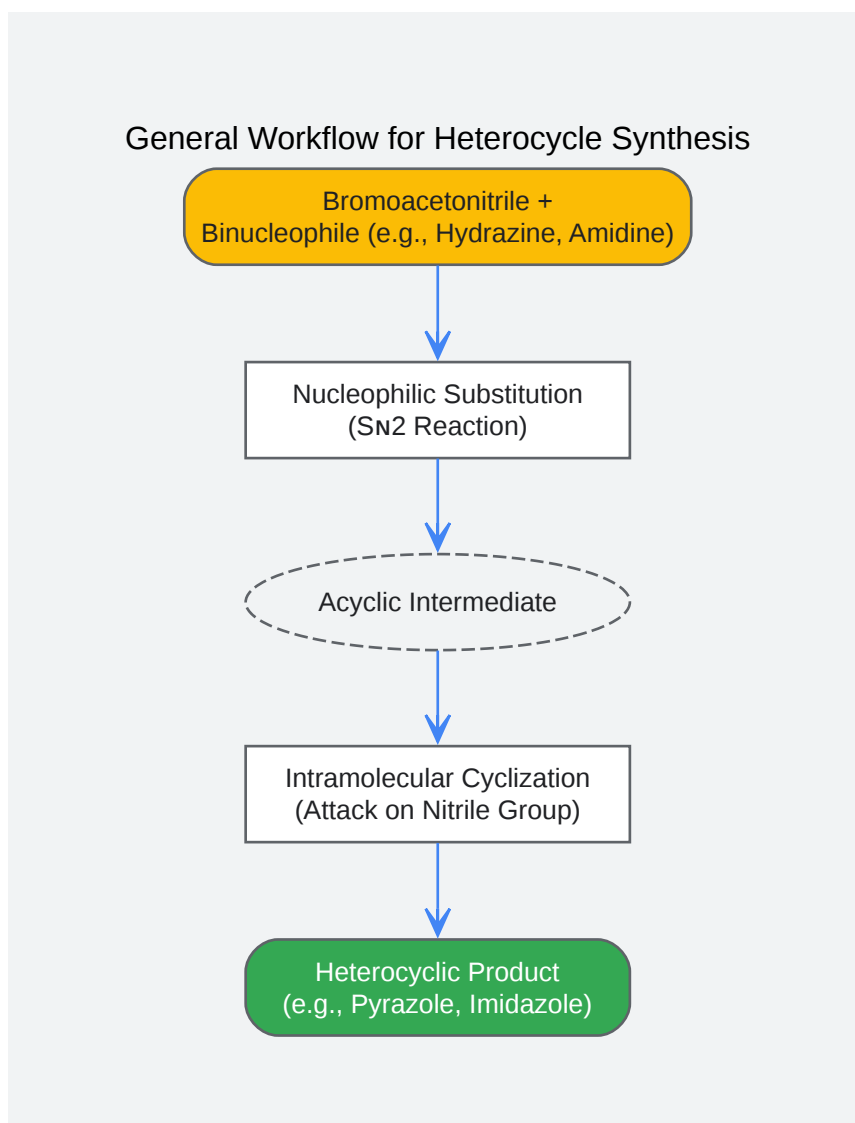 General Workflow for Heterocycle Synthesis
Bromoacetonitrile +
Binucleophile (e.g., Hydrazine, Amidine)
Nucleophilic Substitution
(SN2 Reaction)
Acyclic Intermediate
Intramolecular Cyclization
(Attack on Nitrile Group)
Heterocyclic Product
(e.g., Pyrazole, Imidazole)